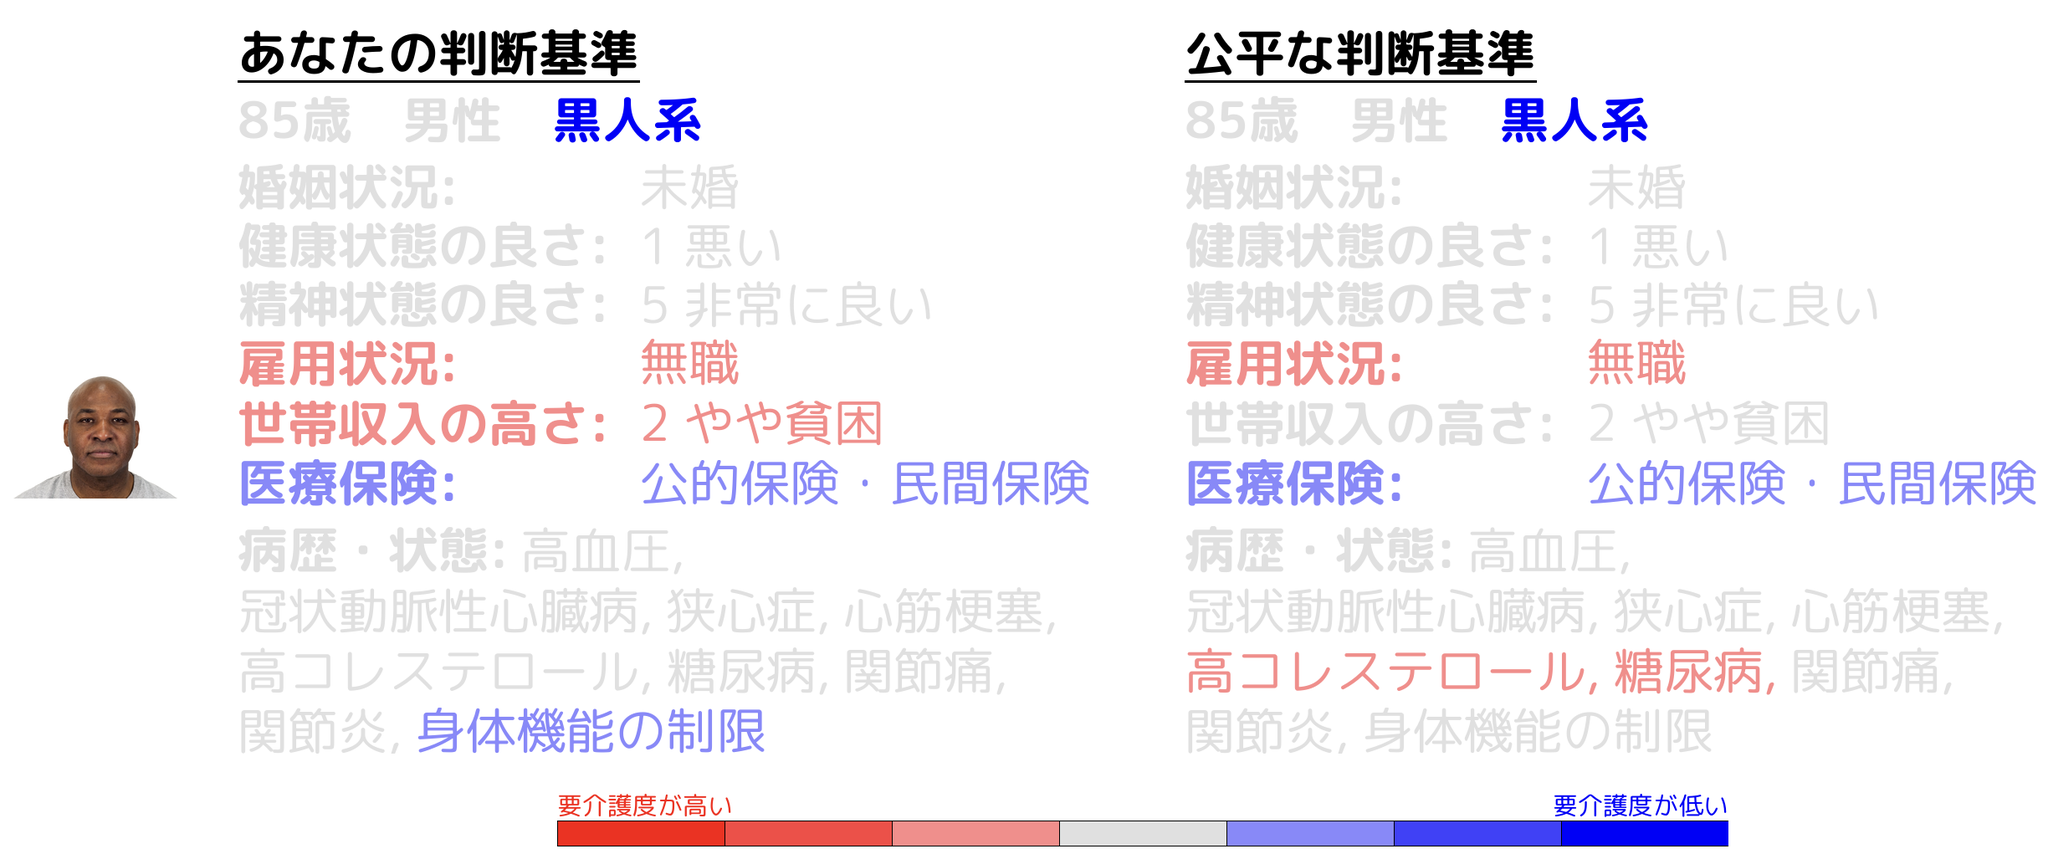 あなたの判断基準
85歳 男性 黒人系
婚姻状況: 未婚
健康状態の良さ: 1 悪い
精神状態の良さ: 5 非常に良い
雇用状況: 無職
世帯収入の高さ: 2 やや貧困
医療保険: 公的保険・民間保険
病歴・状態: 高血圧,
冠状動脈性心臓病, 狭心症, 心筋梗塞,
高コレステロール, 糖尿病, 関節痛,
関節炎, 身体機能の制限
公平な判断基準
85歳 男性 黒人系
婚姻状況: 未婚
健康状態の良さ: 1 悪い
精神状態の良さ: 5 非常に良い
雇用状況: 無職
世帯収入の高さ: 2 やや貧困
医療保険: 公的保険・民間保険
病歴・状態: 高血圧,
冠状動脈性心臓病, 狭心症, 心筋梗塞,
高コレステロール, 糖尿病, 関節痛,
関節炎, 身体機能の制限
要介護度が高い
要介護度が低い